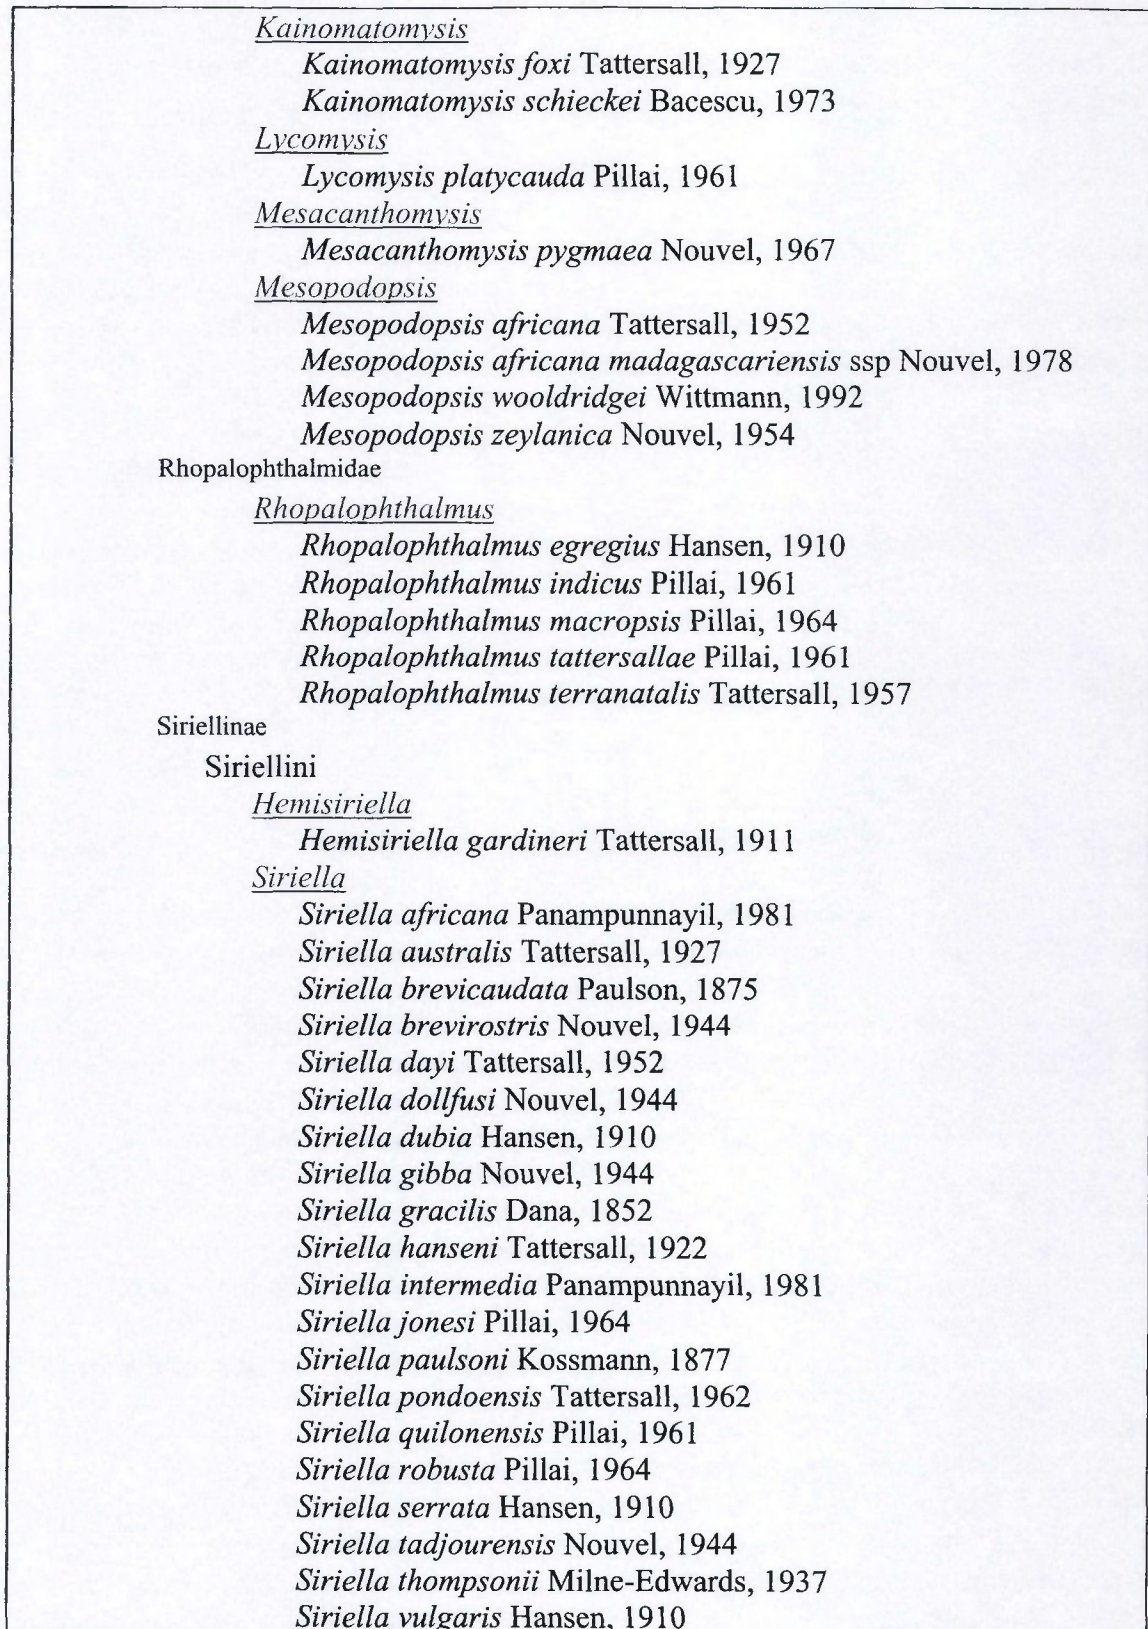 Kainomatomysis
Kainomatomysis foxi Tattersall, 1927
Kainomatomysis schieckei Bacescu, 1973
Lycomysis
Lycomysis platycauda Pillai, 1961
Mesacanthomysis
Mesacanthomysis pygmaea Nouvel, 1967
Mesopodopsis
Mesopodopsis africana Tattersall, 1952
Mesopodopsis africana madagascariensis ssp Nouvel, 1978
Mesopodopsis wooldridgei Wittmann, 1992
Mesopodopsis zeylanica Nouvel, 1954
Rhopalophthalmidae
Rhopalophthalmus
Rhopalophthalmus egregius Hansen, 1910
Rhopalophthalmus indicus Pillai, 1961
Rhopalophthalmus macropsis Pillai, 1964
Rhopalophthalmus tattersallae Pillai, 1961
Rhopalophthalmus terranatalis Tattersall, 1957
Siriellinae
Siriellini
Hemisiriella
Hemisiriella gardineri Tattersall, 1911
Siriella
Siriella africana Panampunnayil, 1981
Siriella australis Tattersall, 1927
Siriella brevicaudata Paulson, 1875
Siriella brevirostris Nouvel, 1944
Siriella dayi Tattersall, 1952
Siriella dollfusi Nouvel, 1944
Siriella dubia Hansen, 1910
Siriella gibba Nouvel, 1944
Siriella gracilis Dana, 1852
Siriella hanseni Tattersall, 1922
Siriella intermedia Panampunnayil, 1981
Siriella jonesi Pillai, 1964
Siriella paulsoni Kossmann, 1877
Siriella pondoensis Tattersall, 1962
Siriella quilonensis Pillai, 1961
Siriella robusta Pillai, 1964
Siriella serrata Hansen, 1910
Siriella tadjourensis Nouvel, 1944
Siriella thompsonii Milne-Edwards, 1937
Siriella vulgaris Hansen, 1910